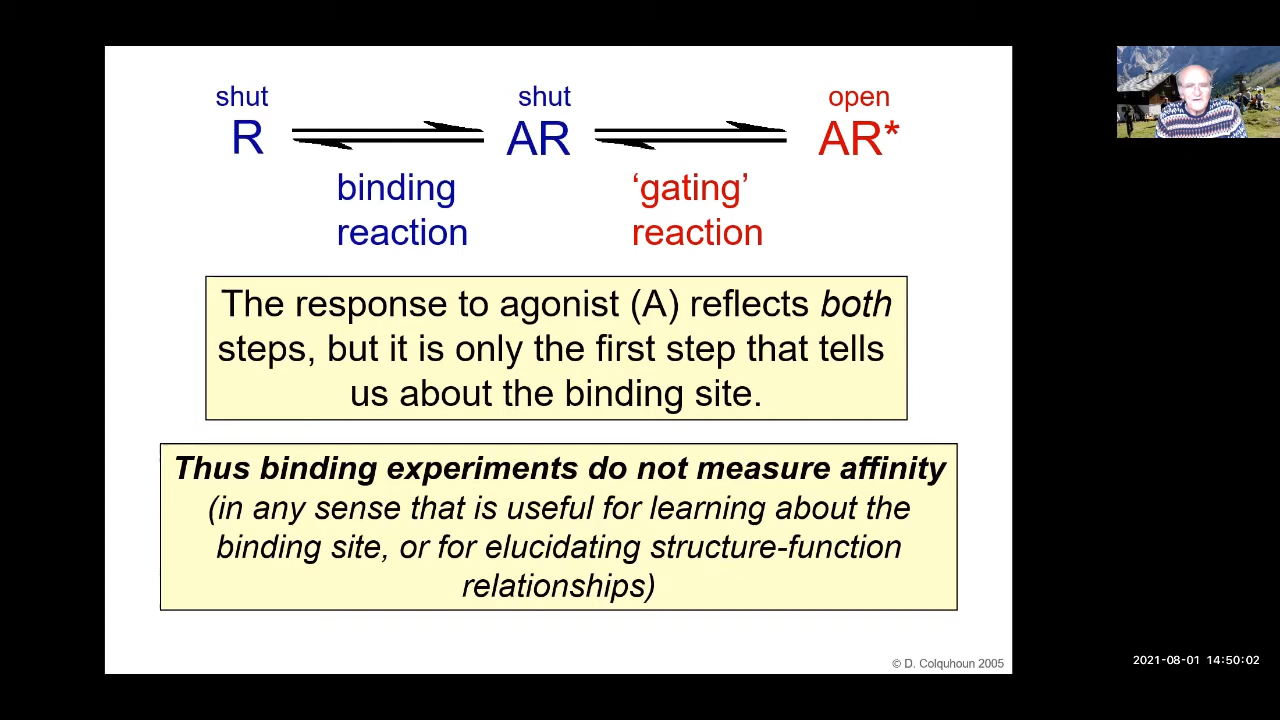 shut shut open
R AR AR*
binding 'gating'
reaction reaction
The response to agonist (A) reflects both
steps, but it is only the first step that tells
us about the binding site.
Thus binding experiments do not measure affinity
(in any sense that is useful for learning about the
binding site, or for elucidating structure-function
relationships)
© D. Colquhoun 2005
2021-08-01 14:50:02